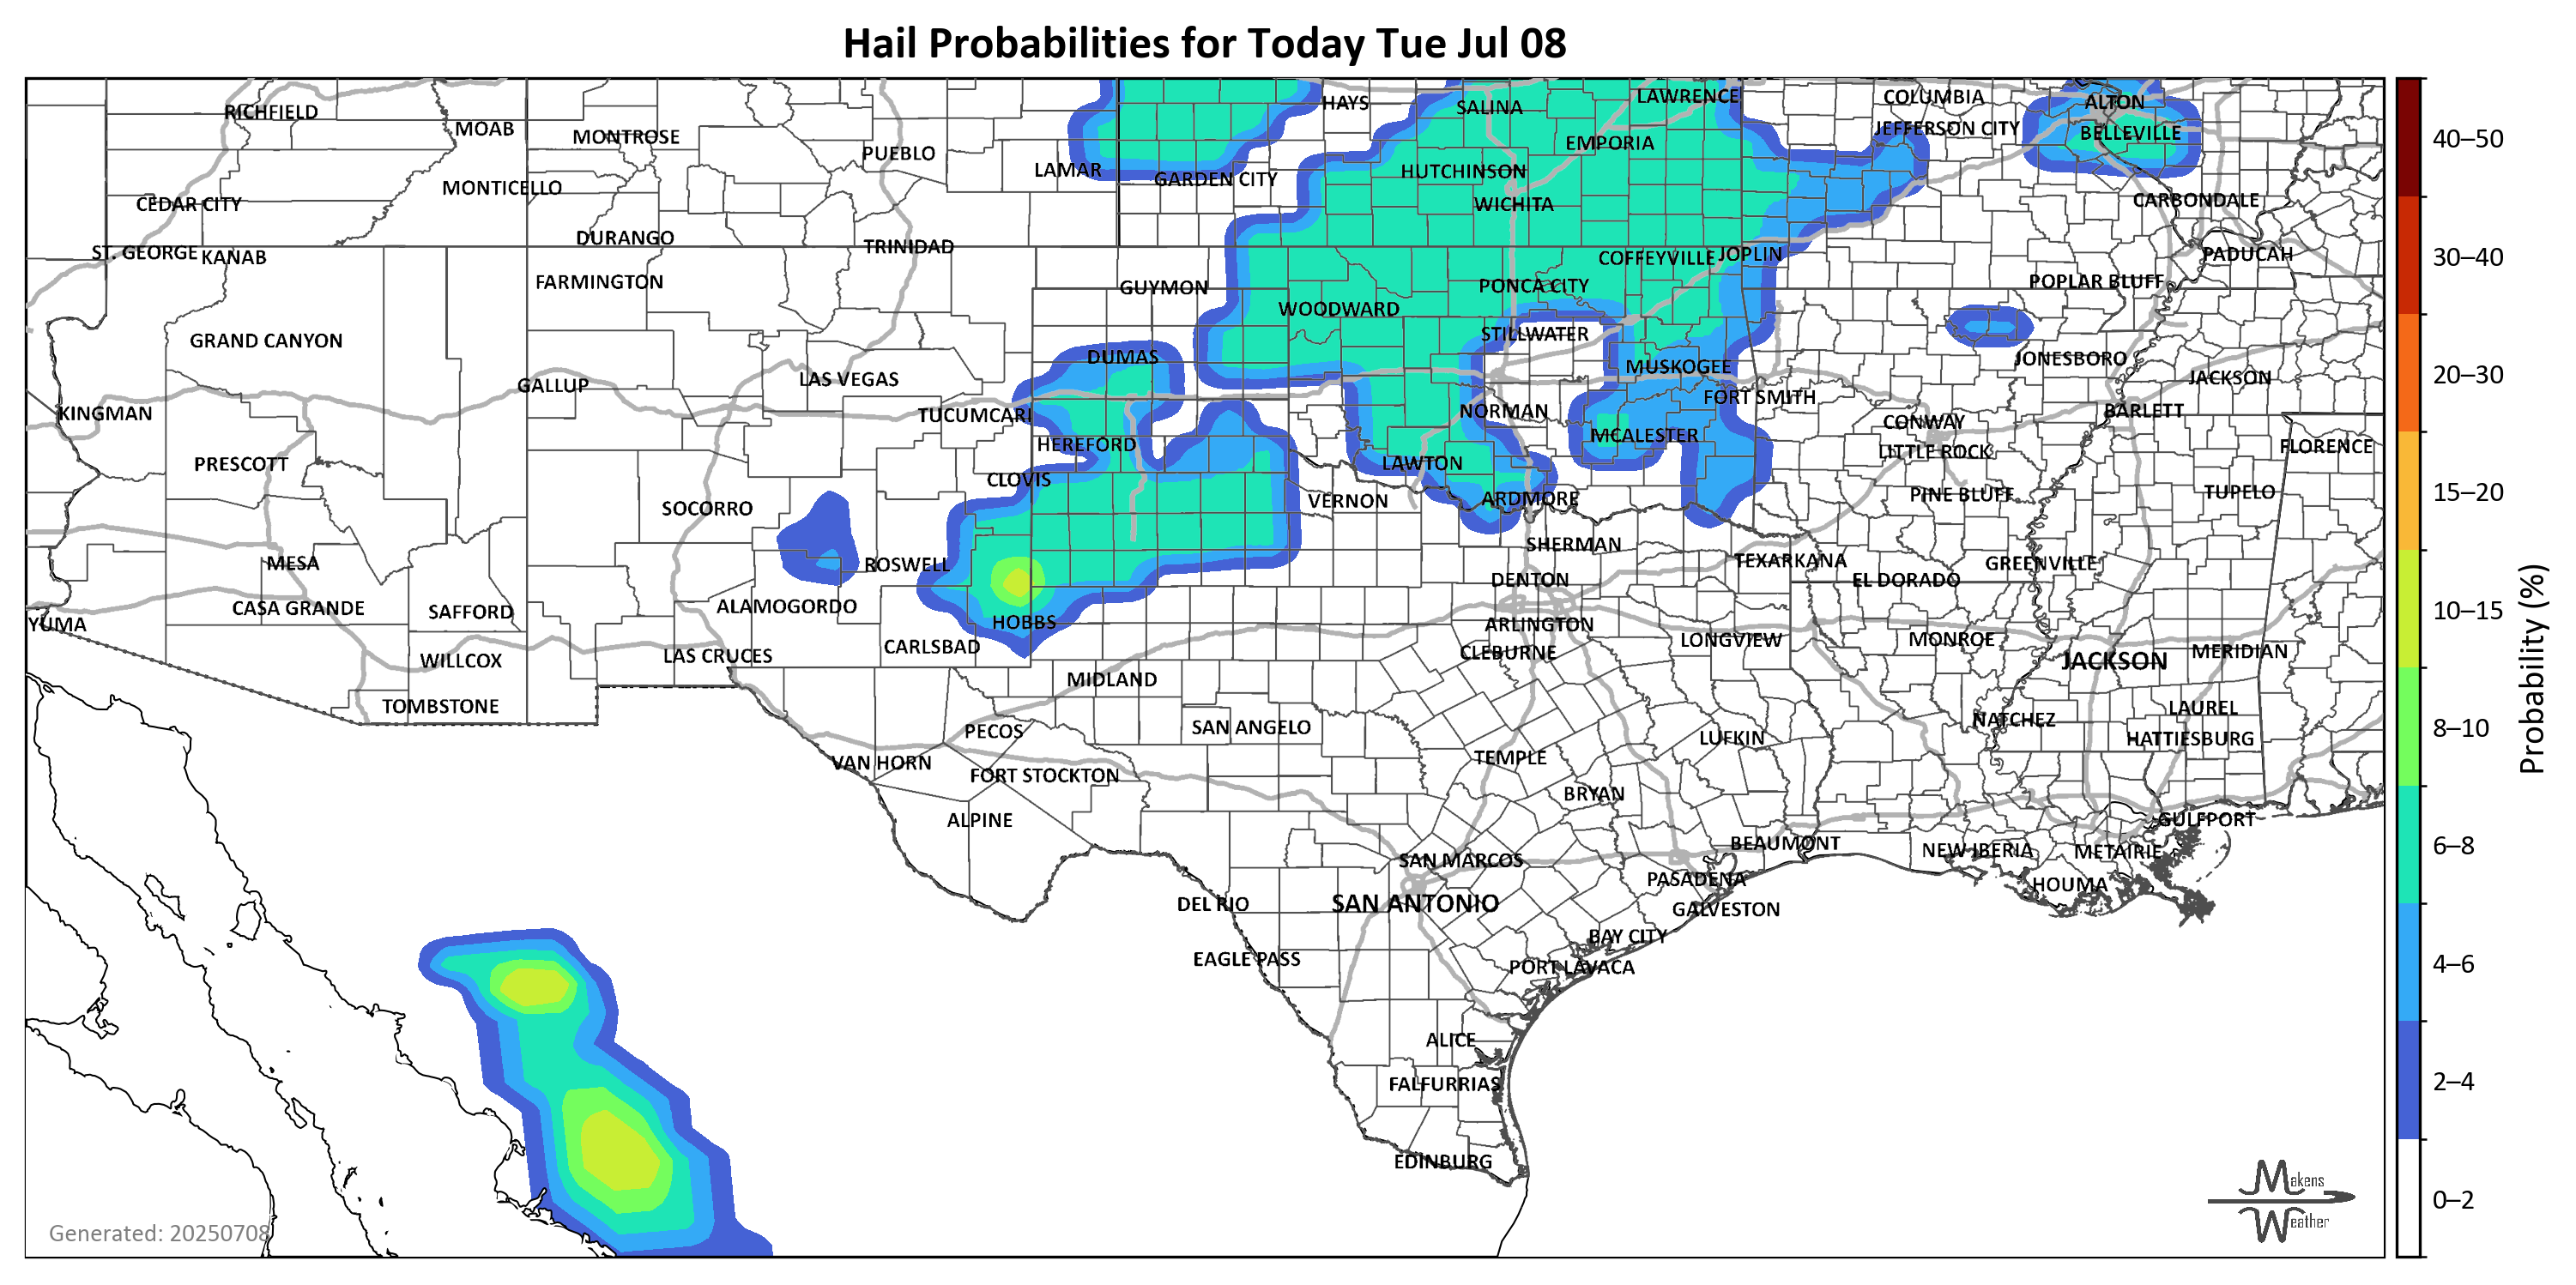 Hail Probabilities for Today Tue Jul 08
RICHFIELD
MOAB
MONTROSE
PUEBLO
LAMAR
GARDEN CITY
HAYS
SALINA
LAWRENCE
EMPORIA
HUTCHINSON
WICHITA
COLUMBIA
JEFFERSON CITY
ALTON
BELLEVILLE
CARBONDALE
MONTICELLO
CEDAR CITY
ST. GEORGE
KANAB
DURANGO
TRINIDAD
COFFEYVILLE
JOPLIN
PADUCAH
FARMINGTON
GUYMON
PONCA CITY
POPLAR BLUFF
WOODWARD
GRAND CANYON
STILLWATER
DUMAS
JONESBORO
GALLUP
LAS VEGAS
MUSKOGEE
JACKSON
KINGMAN
TUCUMCARI
NORMAN
FORT SMITH
BARLETT
CONWAY
HEREFORD
MCALESTER
LITTLE ROCK
FLORENCE
PRESCOTT
CLOVIS
LAWTON
SOCORRO
VERNON
ARDMORE
PINE BLUFF
TUPELO
MESA
ROSWELL
SHERMAN
TEXARKANA
GREENVILLE
CASA GRANDE
SAFFORD
ALAMOGORDO
DENTON
EL DORADO
YUMA
HOBBS
ARLINGTON
WILLCOX
LAS CRUCES
CARLSBAD
CLEBURNE
LONGVIEW
MONROE
JACKSON
MERIDIAN
TOMBSTONE
MIDLAND
PECOS
SAN ANGELO
LUFKIN
NATCHEZ
LAUREL
HATTIESBURG
VAN HORN
FORT STOCKTON
TEMPLE
ALPINE
BRYAN
BEAUMONT
GULFPORT
SAN MARCOS
NEW IBERIA
METAIRIE
DEL RIO
SAN ANTONIO
PASADENA
GALVESTON
HOUMA
BAY CITY
EAGLE PASS
PORT LAVACA
ALICE
FALFURRIAS
EDINBURG
Generated: 20250708
Makens
Weather
40–50
30–40
20–30
15–20
10–15
8–10
6–8
4–6
2–4
0–2
Probability (%)